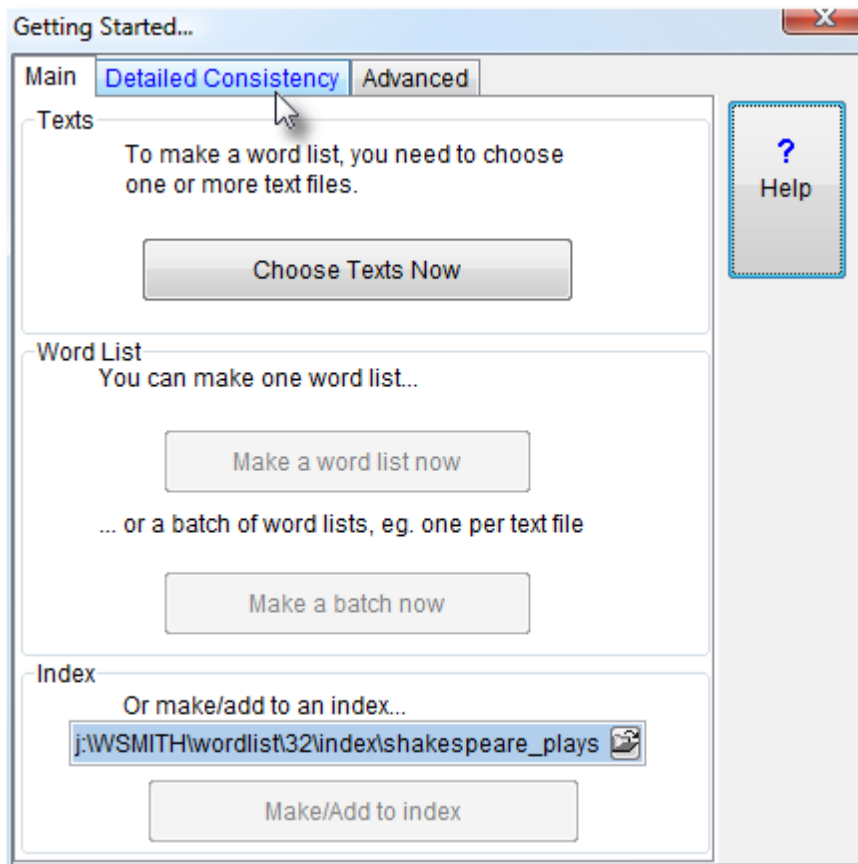 Getting Started...
X
Main Detailed Consistency Advanced
Texts
To make a word list, you need to choose
one or more text files.
Choose Texts Now
?
Help
Word List
You can make one word list...
Make a word list now
... or a batch of word lists, eg. one per text file
Make a batch now
Index
Or make/add to an index...
j:\WSMITH\wordlist\32\index\shakespeare_plays
Make/Add to index